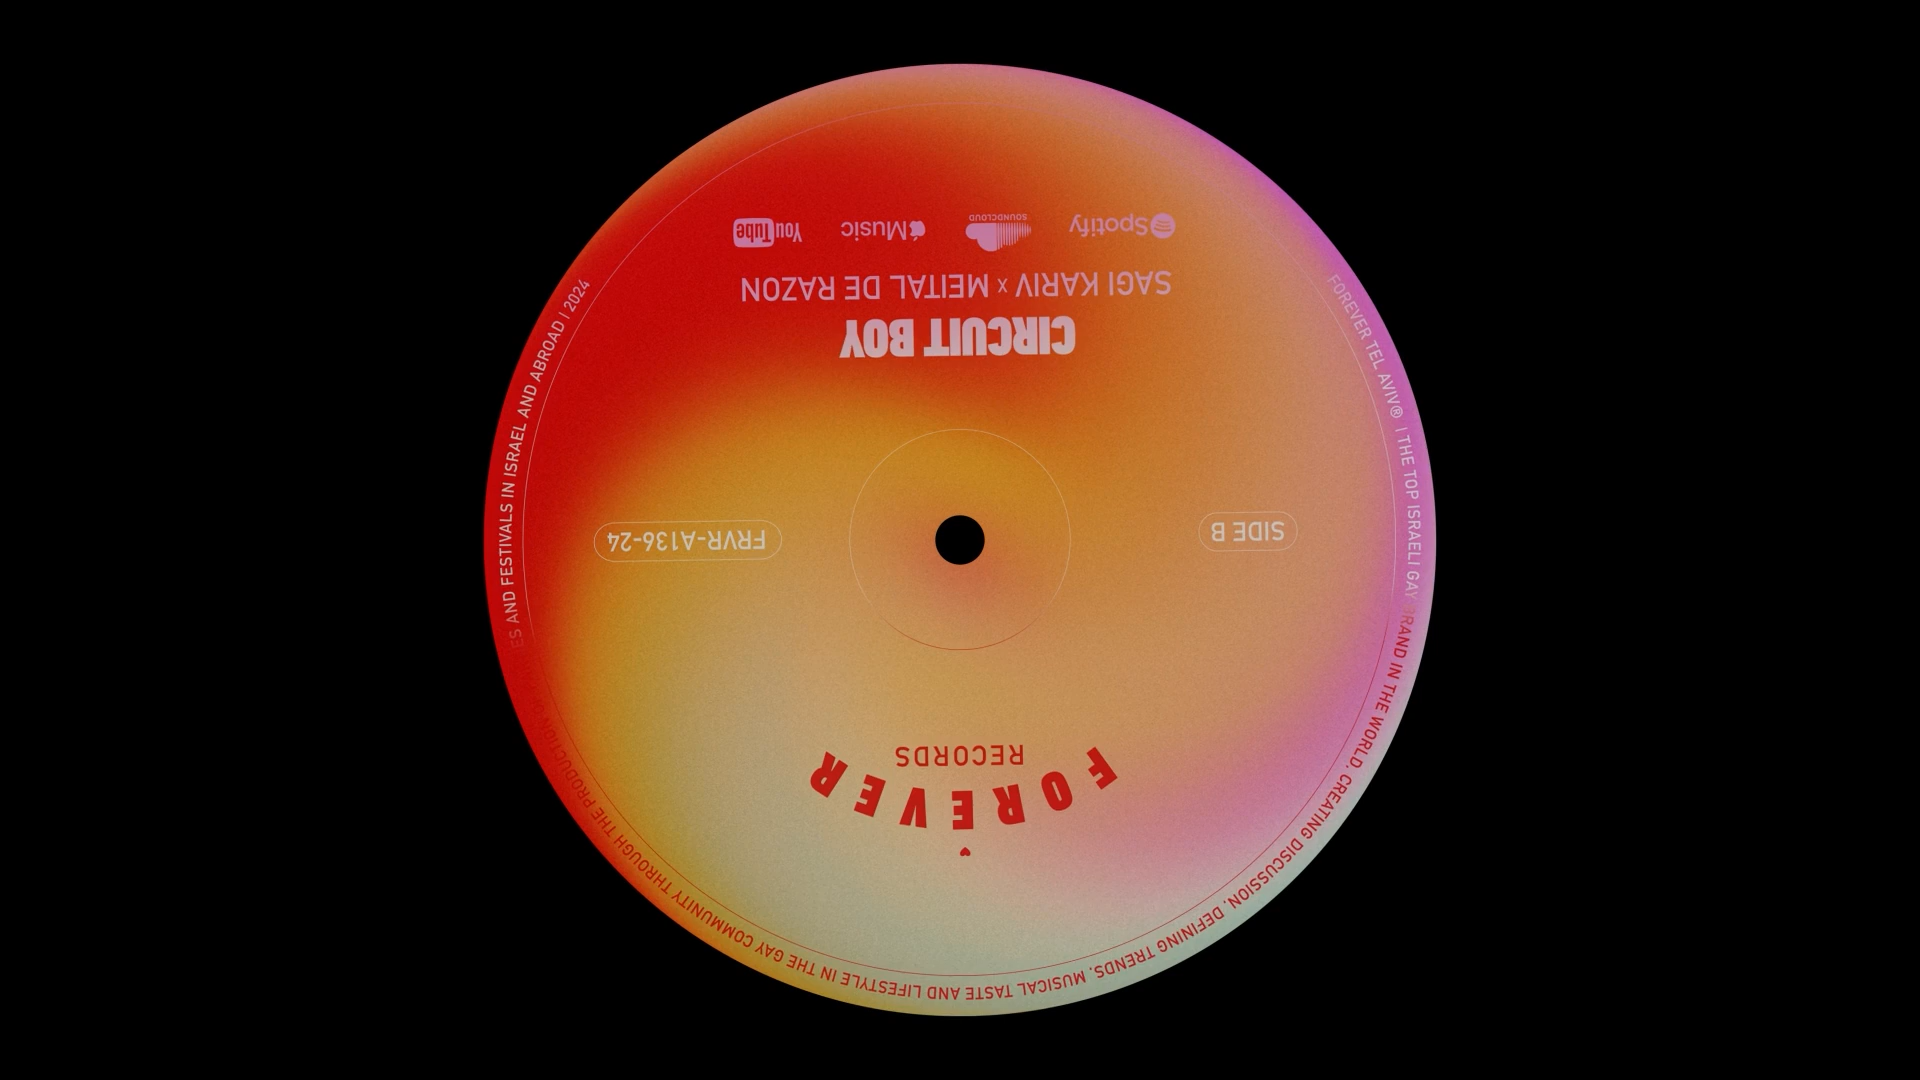 FOREVER
RECORDS
SIDE B
FRVR-A136-24
CIRCUIT BOY
SAGI KARIV x MEITAL DE RAZON
Spotify
SOUNDCLOUD
Music
YouTube
FOREVER TEL AVIV® | THE TOP ISRAELI GAY BRAND IN THE WORLD. CREATING DISCUSSION, DEFINING TRENDS, MUSICAL TASTE AND LIFESTYLE IN THE GAY COMMUNITY THROUGH THE PRODUCTION ES AND FESTIVALS IN ISRAEL AND ABROAD | 2024